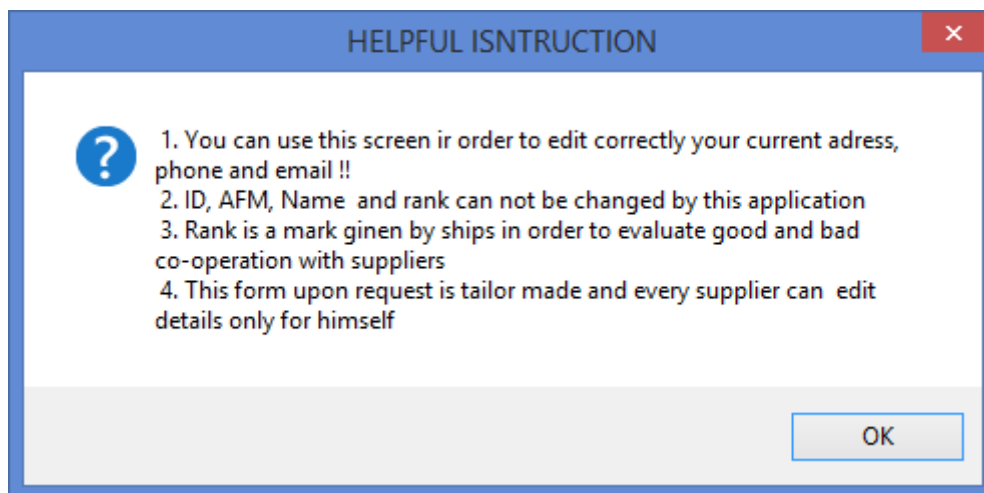 HELPFUL ISNTRUCTION
1. You can use this screen ir order to edit correctly your current adress,
phone and email !!
2. ID, AFM, Name  and rank can not be changed by this application
3. Rank is a mark ginen by ships in order to evaluate good and bad
co-operation with suppliers
4. This form upon request is tailor made and every supplier can  edit
details only for himself
OK